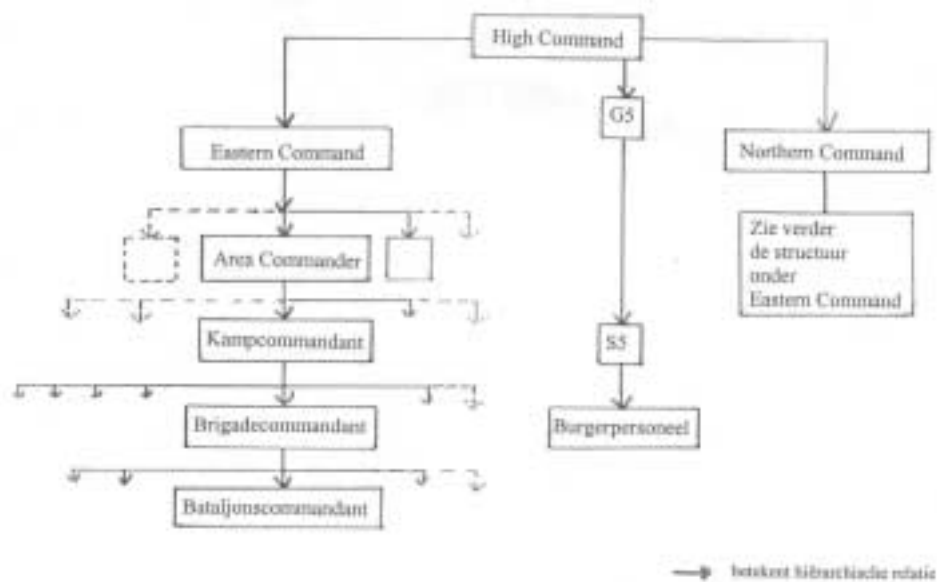 High Command
G5
Eastern Command
Northern Command
Area Commander
Zie verder
de structuur
onder
Eastern Command
Kampcommandant
S5
Brigadecommandant
Burgerpersoneel
Bataljonscommandant
betekent hiërarchische relatie